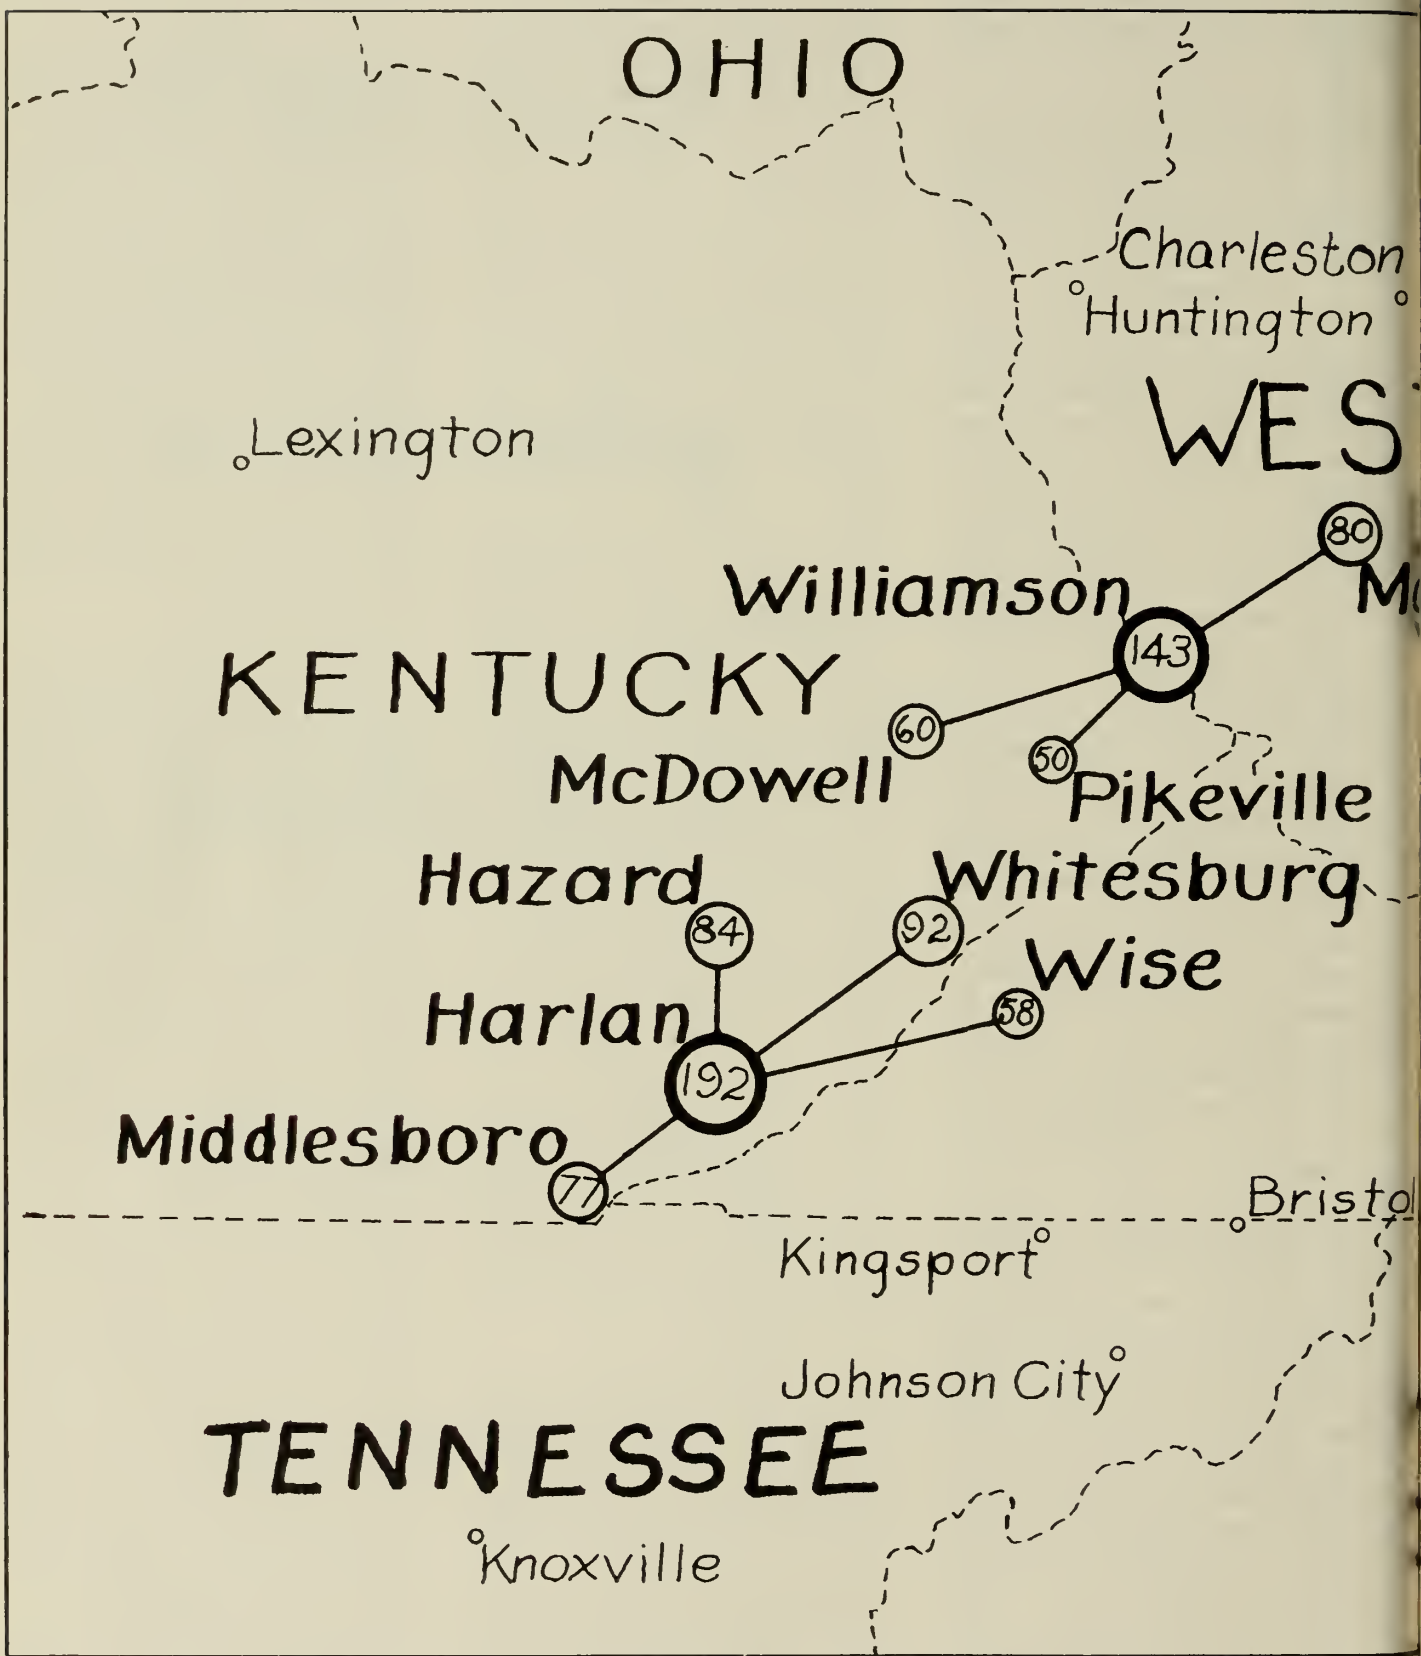 OHIO
Charleston
Huntington
Lexington
WES
80
Williamson
143
KENTUCKY
60
McDowell
50
Pikeville
Hazard
84
Whitesburg
92
Wise
58
Harlan
192
Middlesboro
77
Bristol
Kingsport
Johnson City
TENNESSEE
Knoxville